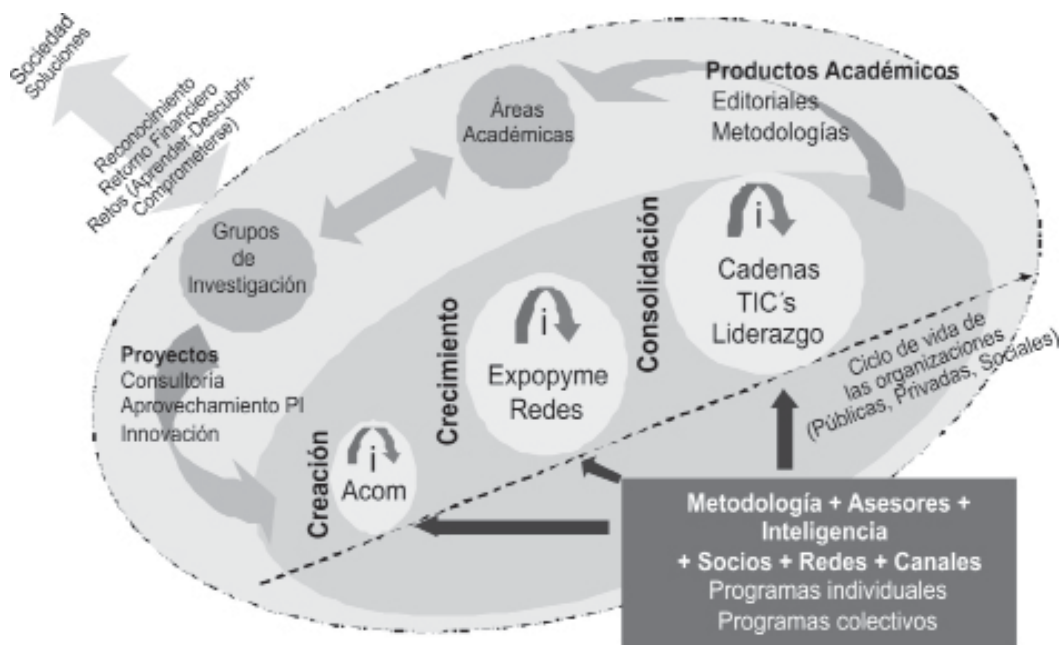 Sociedad
Soluciones
Reconocimiento
Retorno Financiero
Retos (Aprender-Descubrir-
Comprometerse)
Áreas
Académicas
Productos Académicos
Editoriales
Metodologías
Grupos
de
Investigación
Proyectos
Consultoría
Aprovechamiento PI
Innovación
Creación
i
Acom
Crecimiento
i
Expopyme
Redes
Consolidación
i
Cadenas
TIC´s
Liderazgo
Ciclo de vida de
las organizaciones
(Públicas, Privadas, Sociales)
Metodología + Asesores +
Inteligencia
+ Socios + Redes + Canales
Programas individuales
Programas colectivos